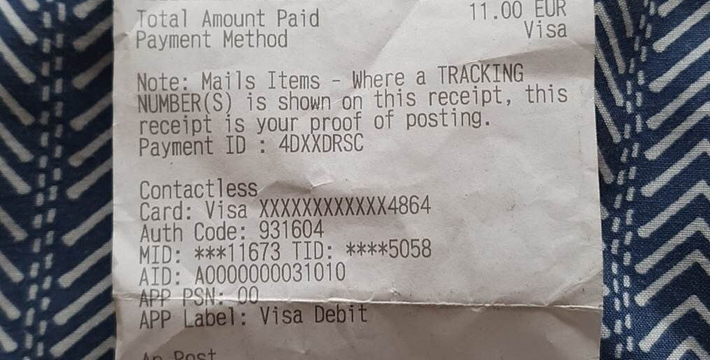 Total Amount Paid 11.00 EUR
Payment Method Visa
Note: Mails Items - Where a TRACKING
NUMBER(S) is shown on this receipt, this
receipt is your proof of posting.
Payment ID : 4DXXDRSC
Contactless
Card: Visa XXXXXXXXXXXX4864
Auth Code: 931604
MID: ***11673 TID: ****5058
AID: A0000000031010
APP PSN: 00
APP Label: Visa Debit
An Post